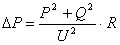 ΔP = (P² + Q²) / U² · R